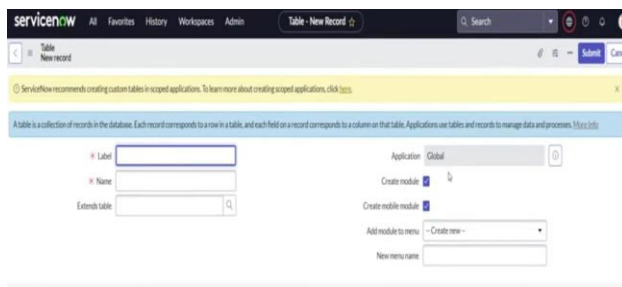 servicenow All Favorites History Workspaces Admin Table - New Record ☆ Search
Table
New record
Submit Canc
ServiceNow recommends creating custom tables in scoped applications. To learn more about creating scoped applications, click here.
A table is a collection of records in the database. Each record corresponds to a row in a table, and each field on a record corresponds to a column on that table. Applications use tables and records to manage data and processes. More Info
* Label
Application Global
* Name
Create module
Extends table
Create mobile module
Add module to menu -- Create new --
New menu name